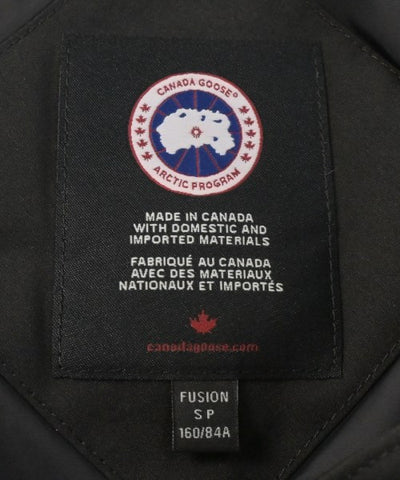 CANADA GOOSE®
ARCTIC PROGRAM
MADE IN CANADA
WITH DOMESTIC AND
IMPORTED MATERIALS
FABRIQUÉ AU CANADA
AVEC DES MATERIAUX
NATIONAUX ET IMPORTÉS
canadagoose.com
FUSION
S P
160/84A